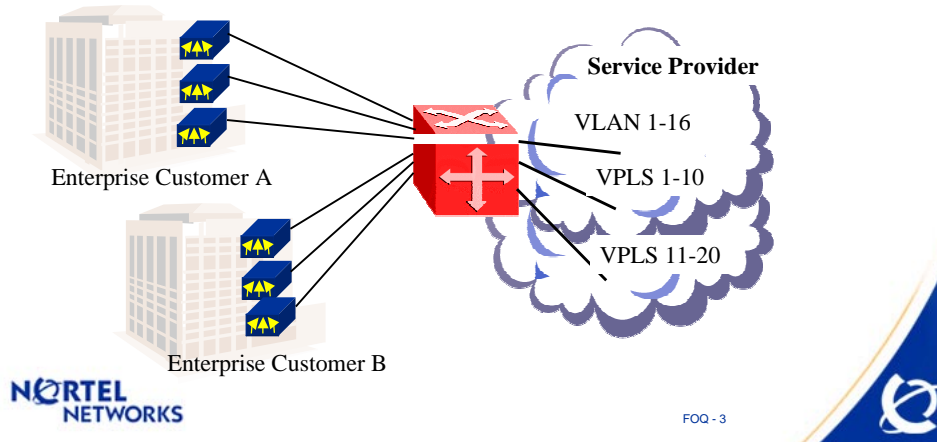 Service Provider
VLAN 1-16
Enterprise Customer A
VPLS 1-10
VPLS 11-20
Enterprise Customer B
NORTEL
NETWORKS
FOQ - 3